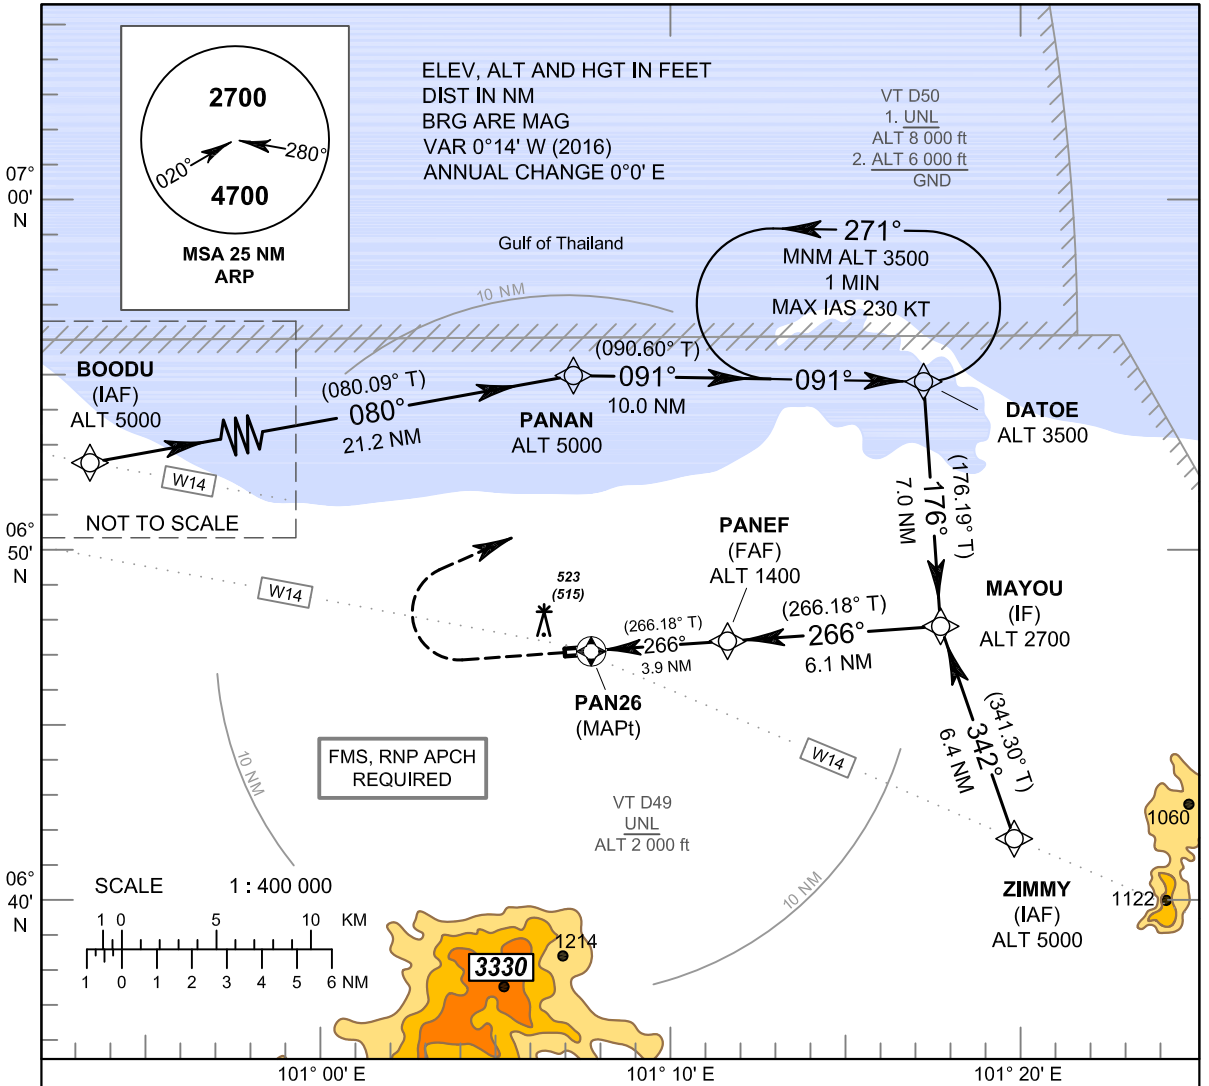 2700
020°
280°
4700
MSA 25 NM
ARP
ELEV, ALT AND HGT IN FEET
DIST IN NM
BRG ARE MAG
VAR 0°14' W (2016)
ANNUAL CHANGE 0°0' E
VT D50
1. UNL
ALT 8 000 ft
2. ALT 6 000 ft
GND
07°
00'
N
Gulf of Thailand
271°
MNM ALT 3500
1 MIN
MAX IAS 230 KT
10 NM
BOODU
(IAF)
ALT 5000
(080.09° T)
080°
21.2 NM
(090.60° T)
091°
10.0 NM
091°
PANAN
ALT 5000
DATOE
ALT 3500
W14
NOT TO SCALE
(176.19° T)
176°
7.0 NM
06°
50'
N
W14
523
(515)
PANEF
(FAF)
ALT 1400
MAYOU
(IF)
ALT 2700
(266.18° T)
266°
3.9 NM
(266.18° T)
266°
6.1 NM
PAN26
(MAPt)
(341.30° T)
342°
6.4 NM
10 NM
FMS, RNP APCH
REQUIRED
W14
VT D49
UNL
ALT 2 000 ft
1060
10 NM
06°
40'
N
SCALE 1 : 400 000
1 0 5 10 KM
1 0 1 2 3 4 5 6 NM
ZIMMY
(IAF)
ALT 5000
1122
1214
3330
101° 00' E
101° 10' E
101° 20' E